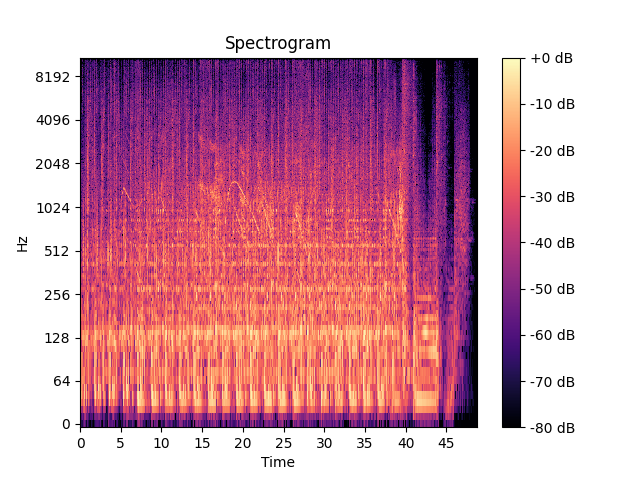 Spectrogram
8192
4096
2048
1024
512
256
128
64
0
Hz
0 5 10 15 20 25 30 35 40 45
Time
+0 dB
-10 dB
-20 dB
-30 dB
-40 dB
-50 dB
-60 dB
-70 dB
-80 dB